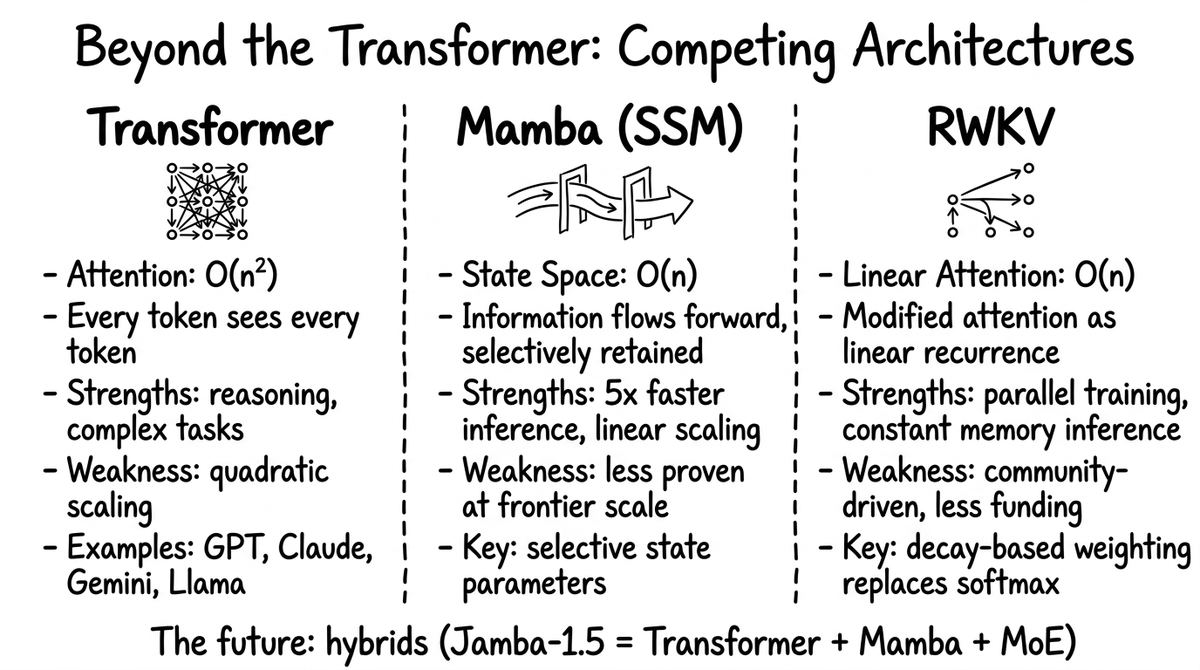 Beyond the Transformer: Competing Architectures
Transformer
- Attention: O(n²)
- Every token sees every
token
- Strengths: reasoning,
complex tasks
- Weakness: quadratic
scaling
- Examples: GPT, Claude,
Gemini, Llama
Mamba (SSM)
- State Space: O(n)
- Information flows forward,
selectively retained
- Strengths: 5x faster
inference, linear scaling
- Weakness: less proven
at frontier scale
- Key: selective state
parameters
RWKV
- Linear Attention: O(n)
- Modified attention as
linear recurrence
- Strengths: parallel training,
constant memory inference
- Weakness: community-
driven, less funding
- Key: decay-based weighting
replaces softmax
The future: hybrids (Jamba-1.5 = Transformer + Mamba + MoE)